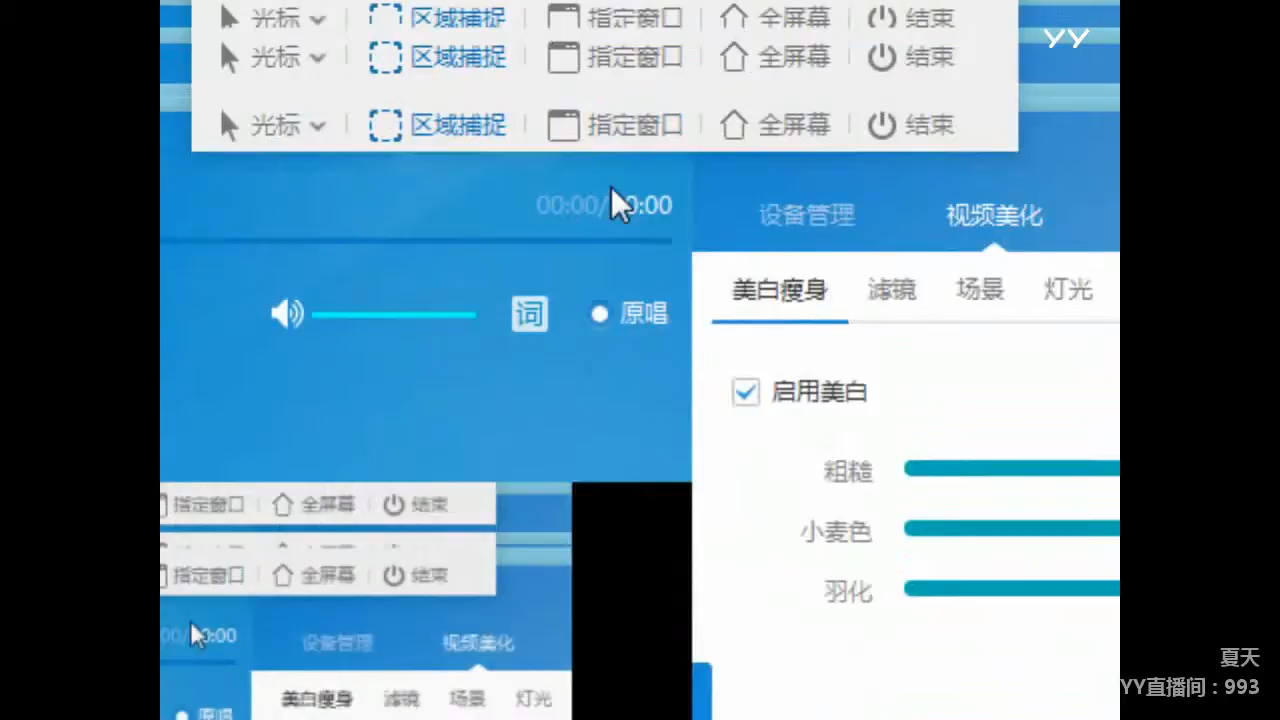 光标 区域捕捉 指定窗口 全屏幕 结束
YY
光标 区域捕捉 指定窗口 全屏幕 结束
光标 区域捕捉 指定窗口 全屏幕 结束
00:00/ 0:00
设备管理 视频美化
美白瘦身 滤镜 场景 灯光
词 原唱
启用美白
粗糙
小麦色
羽化
指定窗口 全屏幕 结束
指定窗口 全屏幕 结束
00/ 0:00
设备管理 视频美化
美白瘦身 滤镜 场景 灯光
原唱
夏天
YY直播间：993